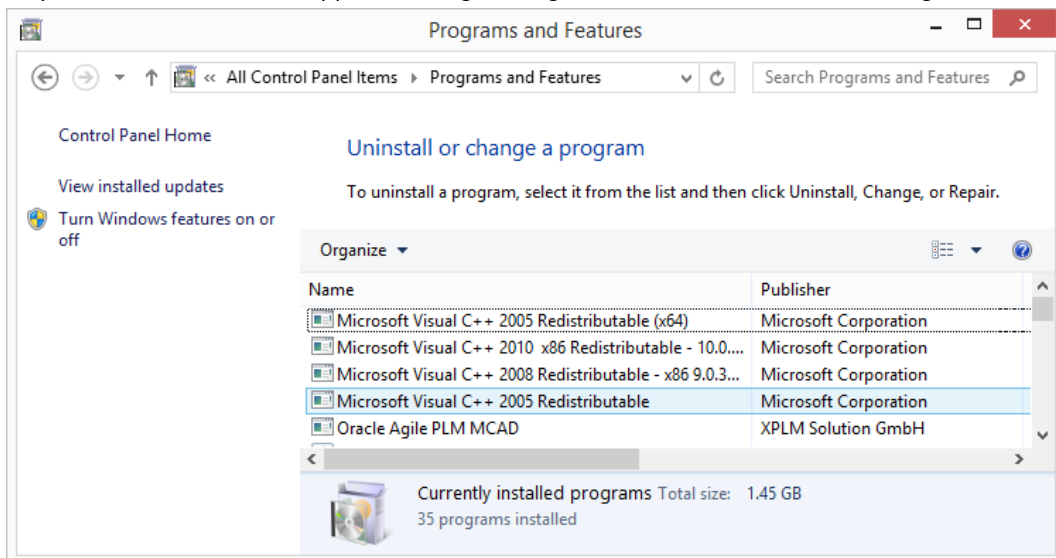 Programs and Features
« All Control Panel Items Programs and Features
Search Programs and Features
Control Panel Home
View installed updates
Turn Windows features on or
off
Uninstall or change a program
To uninstall a program, select it from the list and then click Uninstall, Change, or Repair.
Organize
Name Publisher
Microsoft Visual C++ 2005 Redistributable (x64) Microsoft Corporation
Microsoft Visual C++ 2010 x86 Redistributable - 10.0.... Microsoft Corporation
Microsoft Visual C++ 2008 Redistributable - x86 9.0.3... Microsoft Corporation
Microsoft Visual C++ 2005 Redistributable Microsoft Corporation
Oracle Agile PLM MCAD XPLM Solution GmbH
Currently installed programs Total size: 1.45 GB
35 programs installed